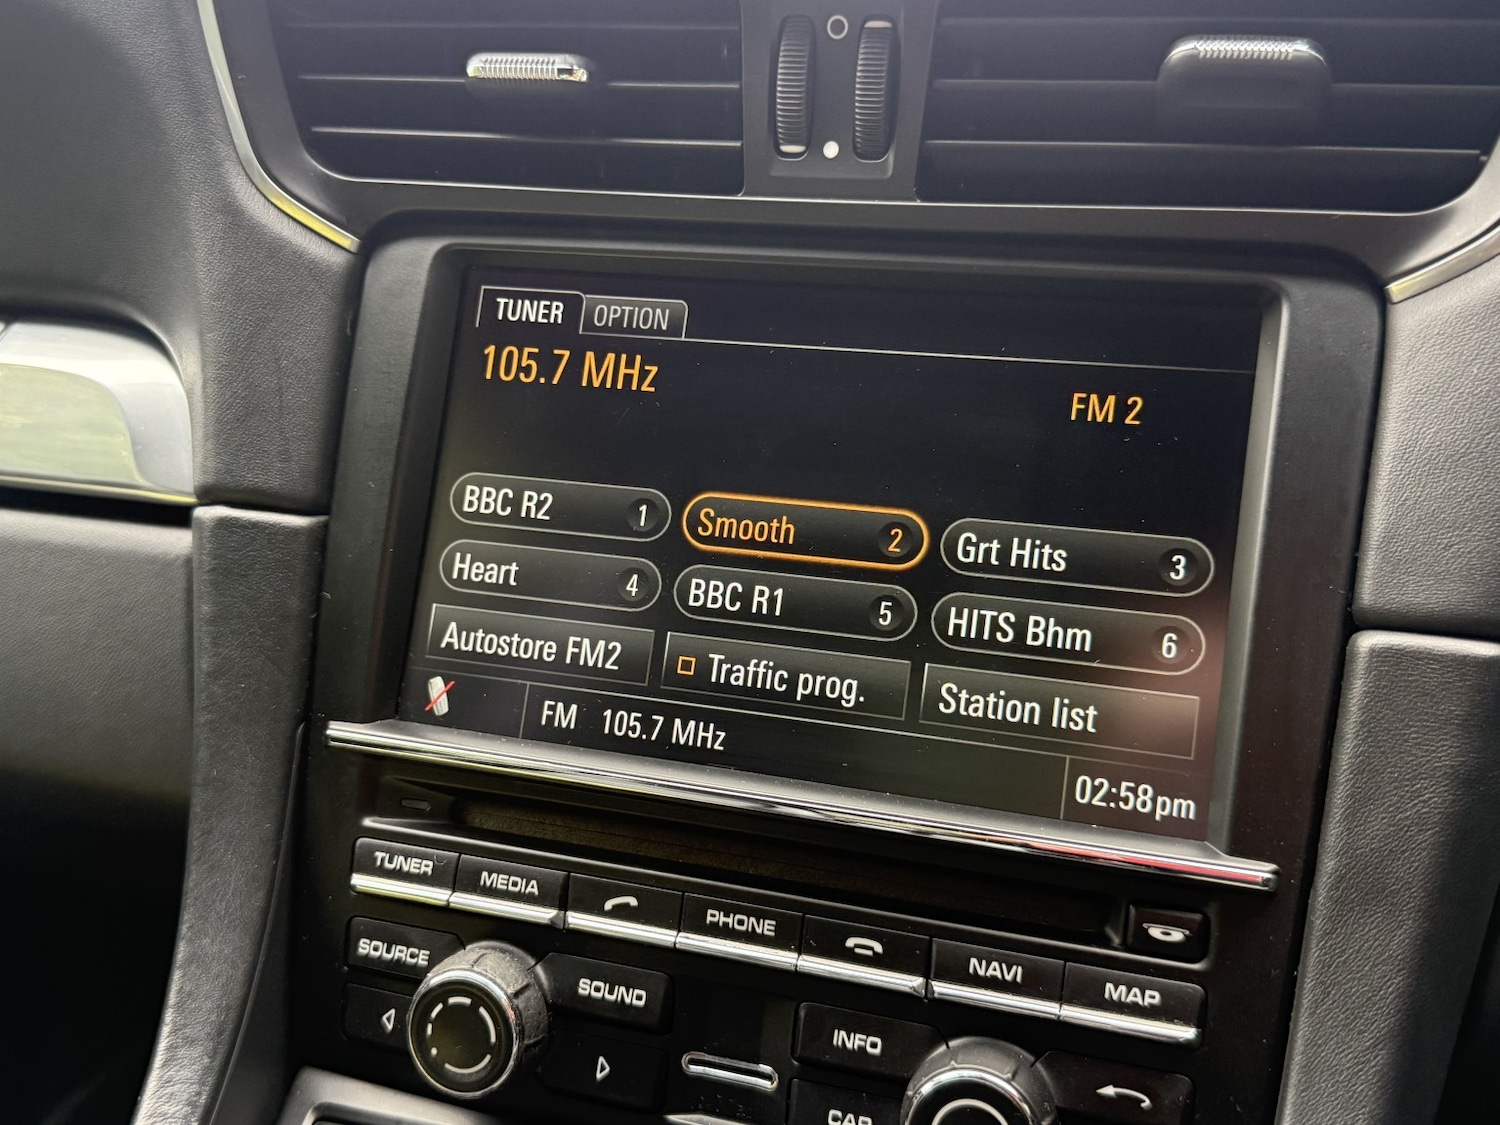 TUNER OPTION
105.7 MHz
FM 2
BBC R2 1 Smooth 2 Grt Hits 3
Heart 4 BBC R1 5 HITS Bhm 6
Autostore FM2 Traffic prog. Station list
FM 105.7 MHz
02:58pm
TUNER MEDIA PHONE NAVI MAP
SOURCE SOUND INFO
CAR